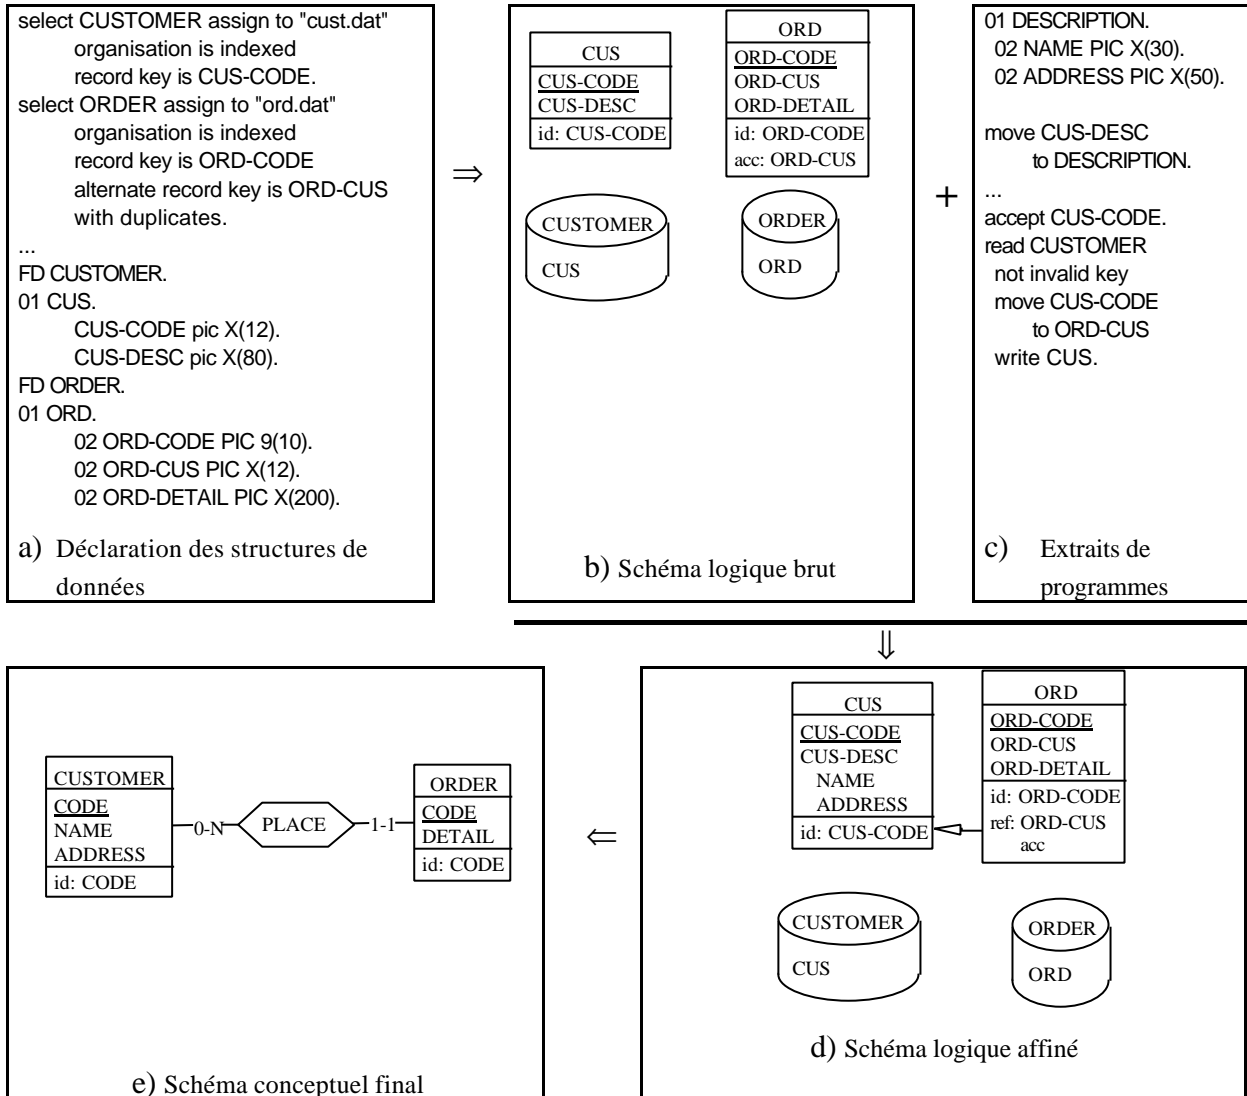 select CUSTOMER assign to "cust.dat"
organisation is indexed
record key is CUS-CODE.
select ORDER assign to "ord.dat"
organisation is indexed
record key is ORD-CODE
alternate record key is ORD-CUS
with duplicates.
...
FD CUSTOMER.
01 CUS.
CUS-CODE pic X(12).
CUS-DESC pic X(80).
FD ORDER.
01 ORD.
02 ORD-CODE PIC 9(10).
02 ORD-CUS PIC X(12).
02 ORD-DETAIL PIC X(200).
a) Déclaration des structures de
données
⇒
CUS
CUS-CODE
CUS-DESC
id: CUS-CODE
ORD
ORD-CODE
ORD-CUS
ORD-DETAIL
id: ORD-CODE
acc: ORD-CUS
CUSTOMER
CUS
ORDER
ORD
b) Schéma logique brut
+
01 DESCRIPTION.
02 NAME PIC X(30).
02 ADDRESS PIC X(50).
move CUS-DESC
to DESCRIPTION.
...
accept CUS-CODE.
read CUSTOMER
not invalid key
move CUS-CODE
to ORD-CUS
write CUS.
c) Extraits de
programmes
⇓
CUS
CUS-CODE
CUS-DESC
NAME
ADDRESS
id: CUS-CODE
ORD
ORD-CODE
ORD-CUS
ORD-DETAIL
id: ORD-CODE
ref: ORD-CUS
acc
CUSTOMER
CUS
ORDER
ORD
d) Schéma logique affiné
⇐
CUSTOMER
CODE
NAME
ADDRESS
id: CODE
0-N
PLACE
1-1
ORDER
CODE
DETAIL
id: CODE
e) Schéma conceptuel final